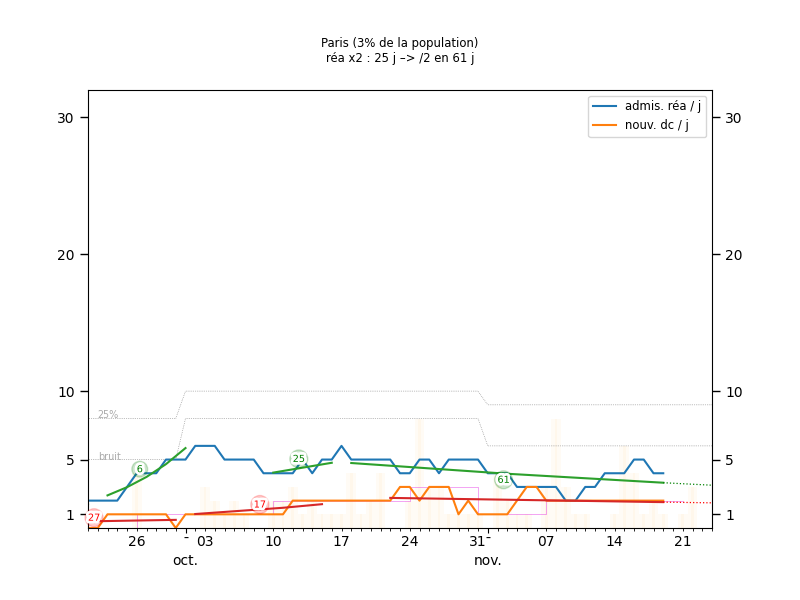 Paris (3% de la population)
réa x2 : 25 j –> /2 en 61 j
admis. réa / j
nouv. dc / j
30 30
20 20
10 10
25%
bruit
5 5
6
25
61
27
17
1 1
26 - 03 10 17 24 31 - 07 14 21
oct. nov.